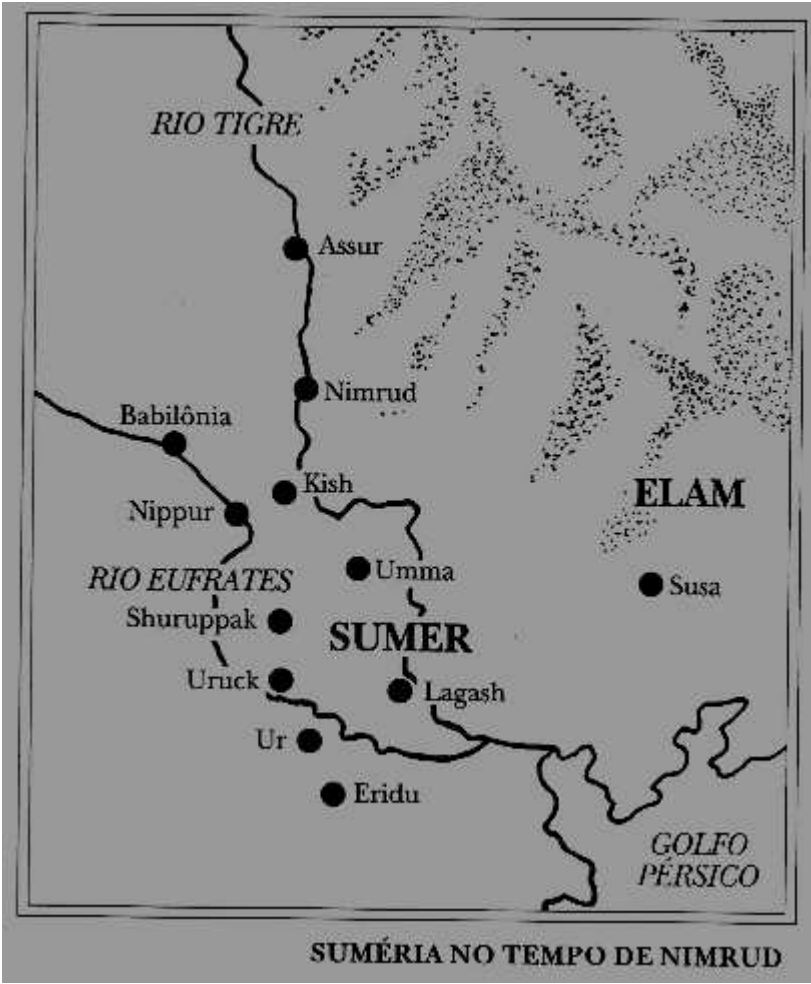 RIO TIGRE
Assur
Nimrud
Babilônia
Kish
ELAM
Nippur
Umma
RIO EUFRATES
Susa
Shuruppak
SUMER
Uruck
Lagash
Ur
Eridu
GOLFO
PÉRSICO
SUMÉRIA NO TEMPO DE NIMRUD